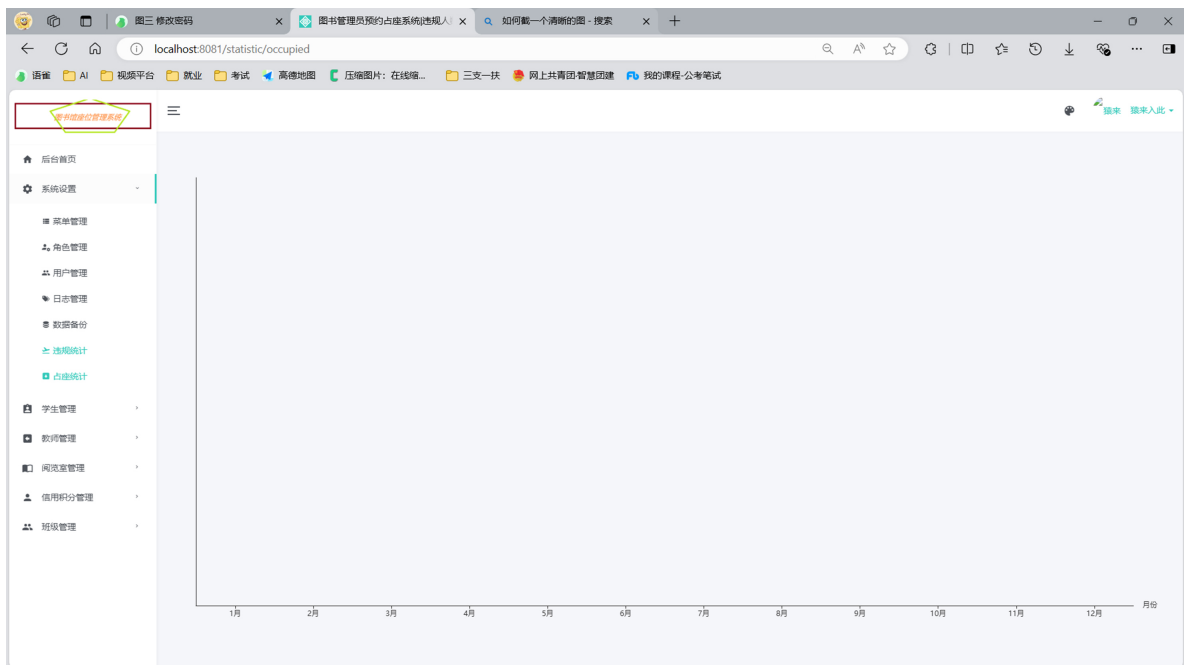 图三 修改密码
图书管理员预约占座系统|违规人
如何截一个清晰的图 - 搜索
localhost:8081/statistic/occupied
语雀 AI 视频平台 就业 考试 高德地图 压缩图片：在线缩... 三支一扶 网上共青团·智慧团建 我的课程-公考笔试
图书馆座位管理系统
猿来 猿来入此
后台首页
系统设置
菜单管理
角色管理
用户管理
日志管理
数据备份
违规统计
占座统计
学生管理
教师管理
阅览室管理
信用积分管理
班级管理
1月 2月 3月 4月 5月 6月 7月 8月 9月 10月 11月 12月 月份